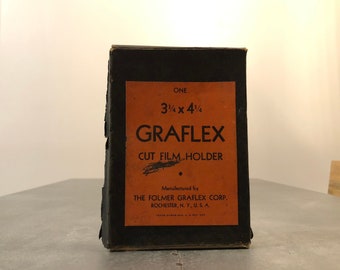 ONE
3¼ x 4¼
GRAFLEX
CUT FILM HOLDER
Manufactured by
THE FOLMER GRAFLEX CORP.
ROCHESTER, N. Y., U. S. A.